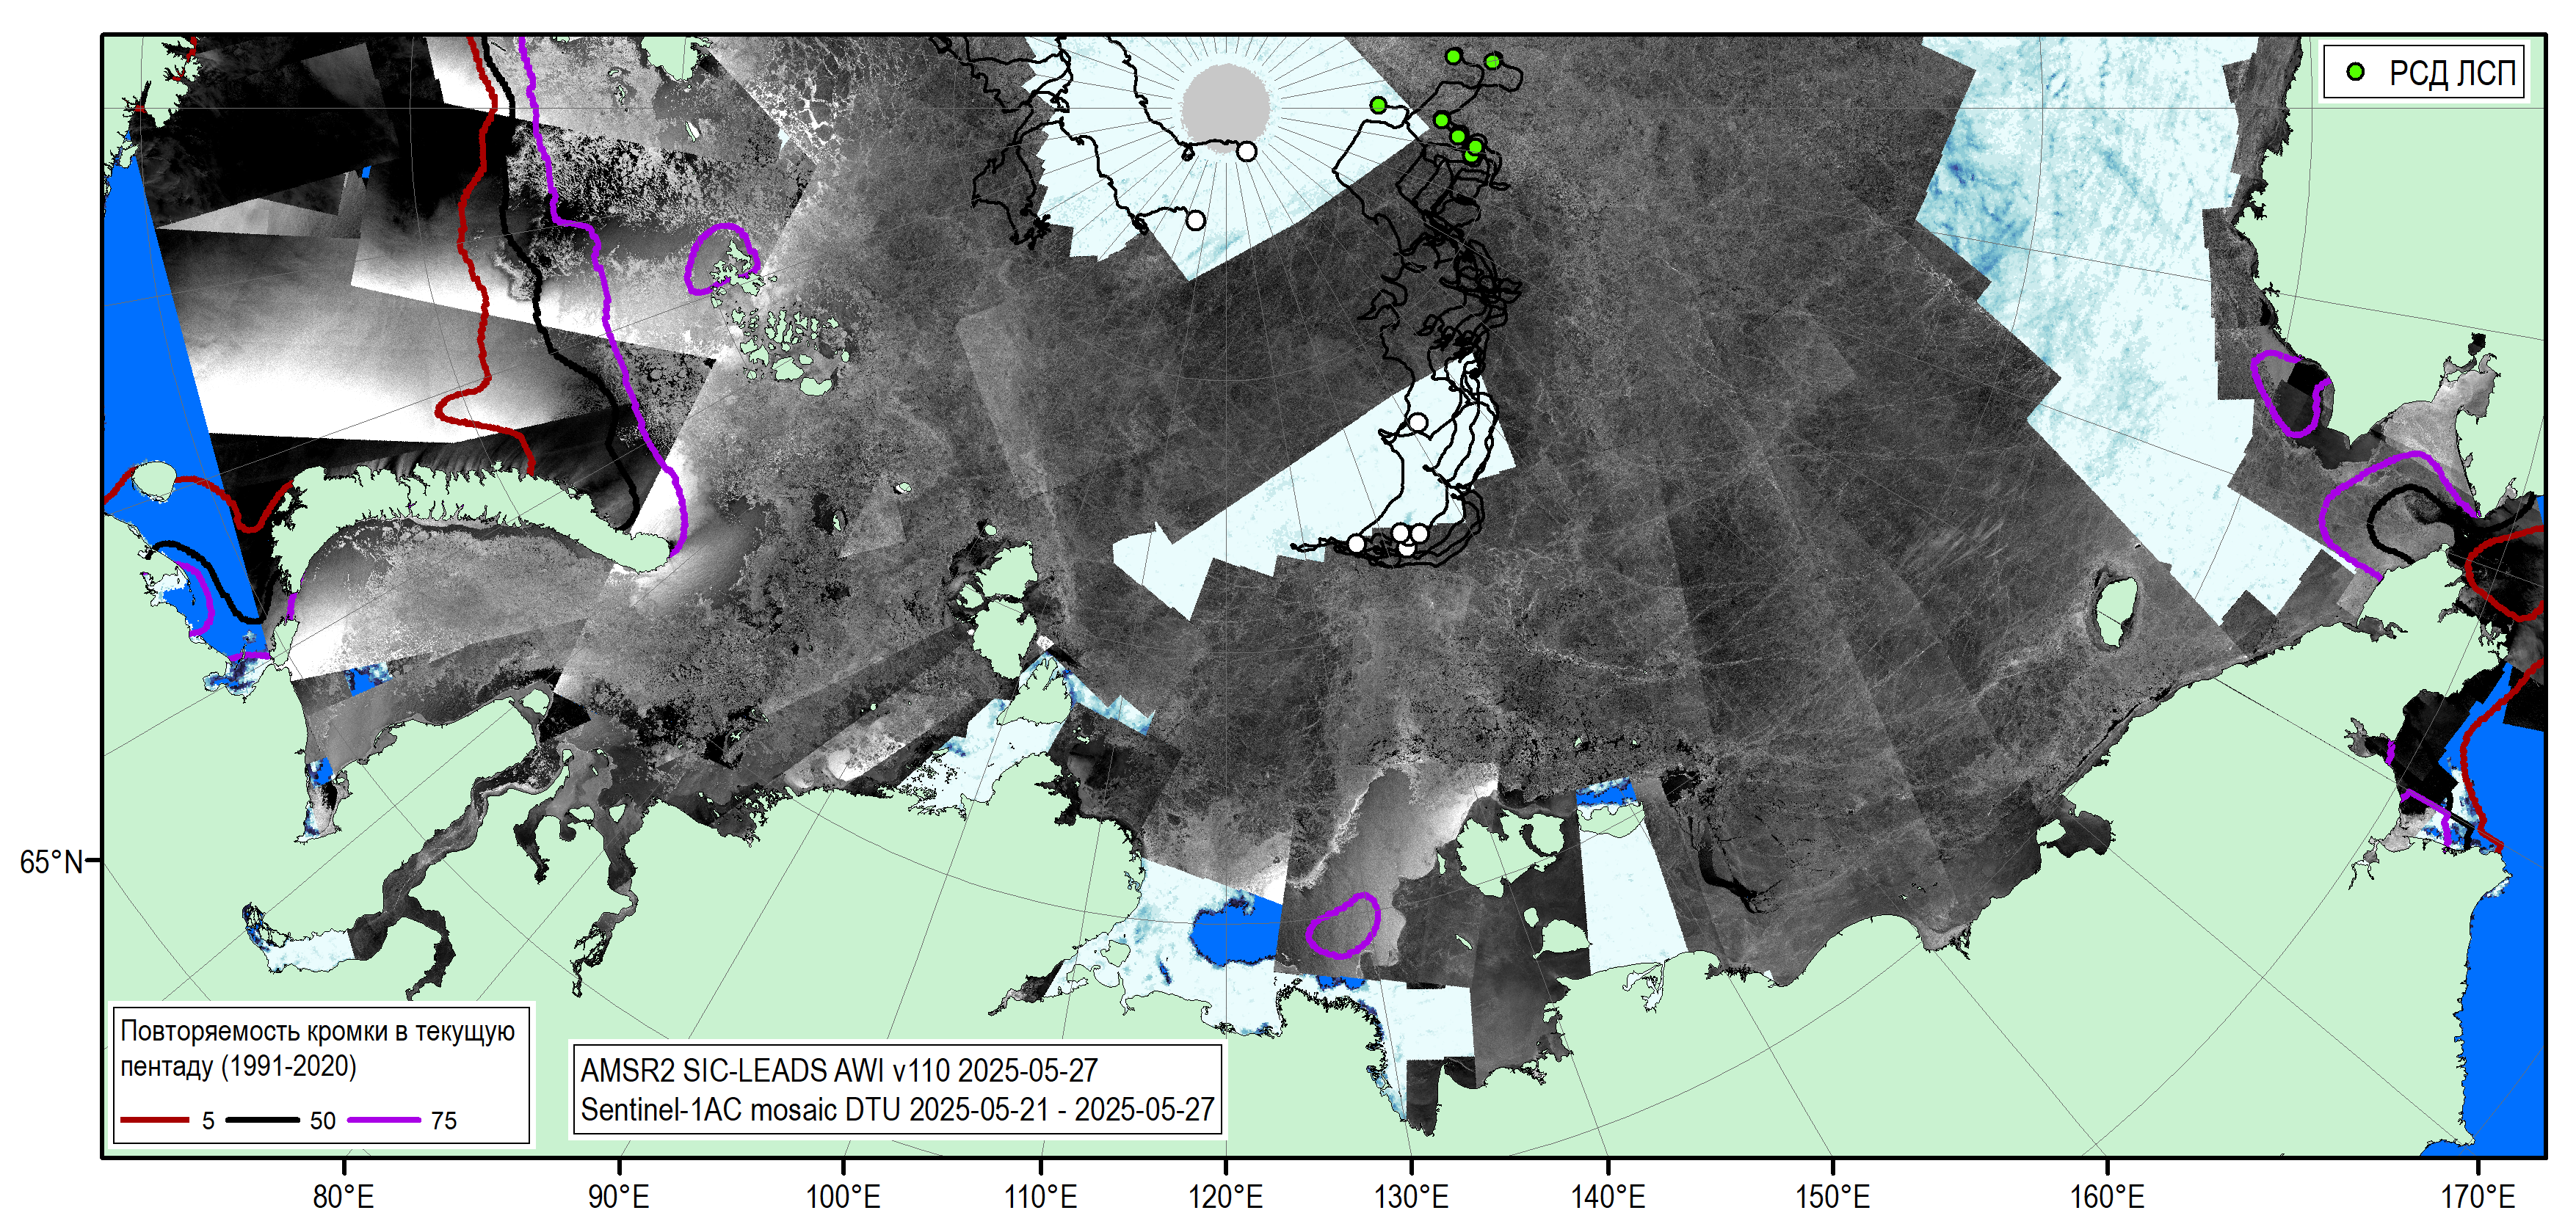 РСД ЛСП
65°N
Повторяемость кромки в текущую
пентаду (1991-2020)
5 50 75
AMSR2 SIC-LEADS AWI v110 2025-05-27
Sentinel-1AC mosaic DTU 2025-05-21 - 2025-05-27
80°E 90°E 100°E 110°E 120°E 130°E 140°E 150°E 160°E 170°E